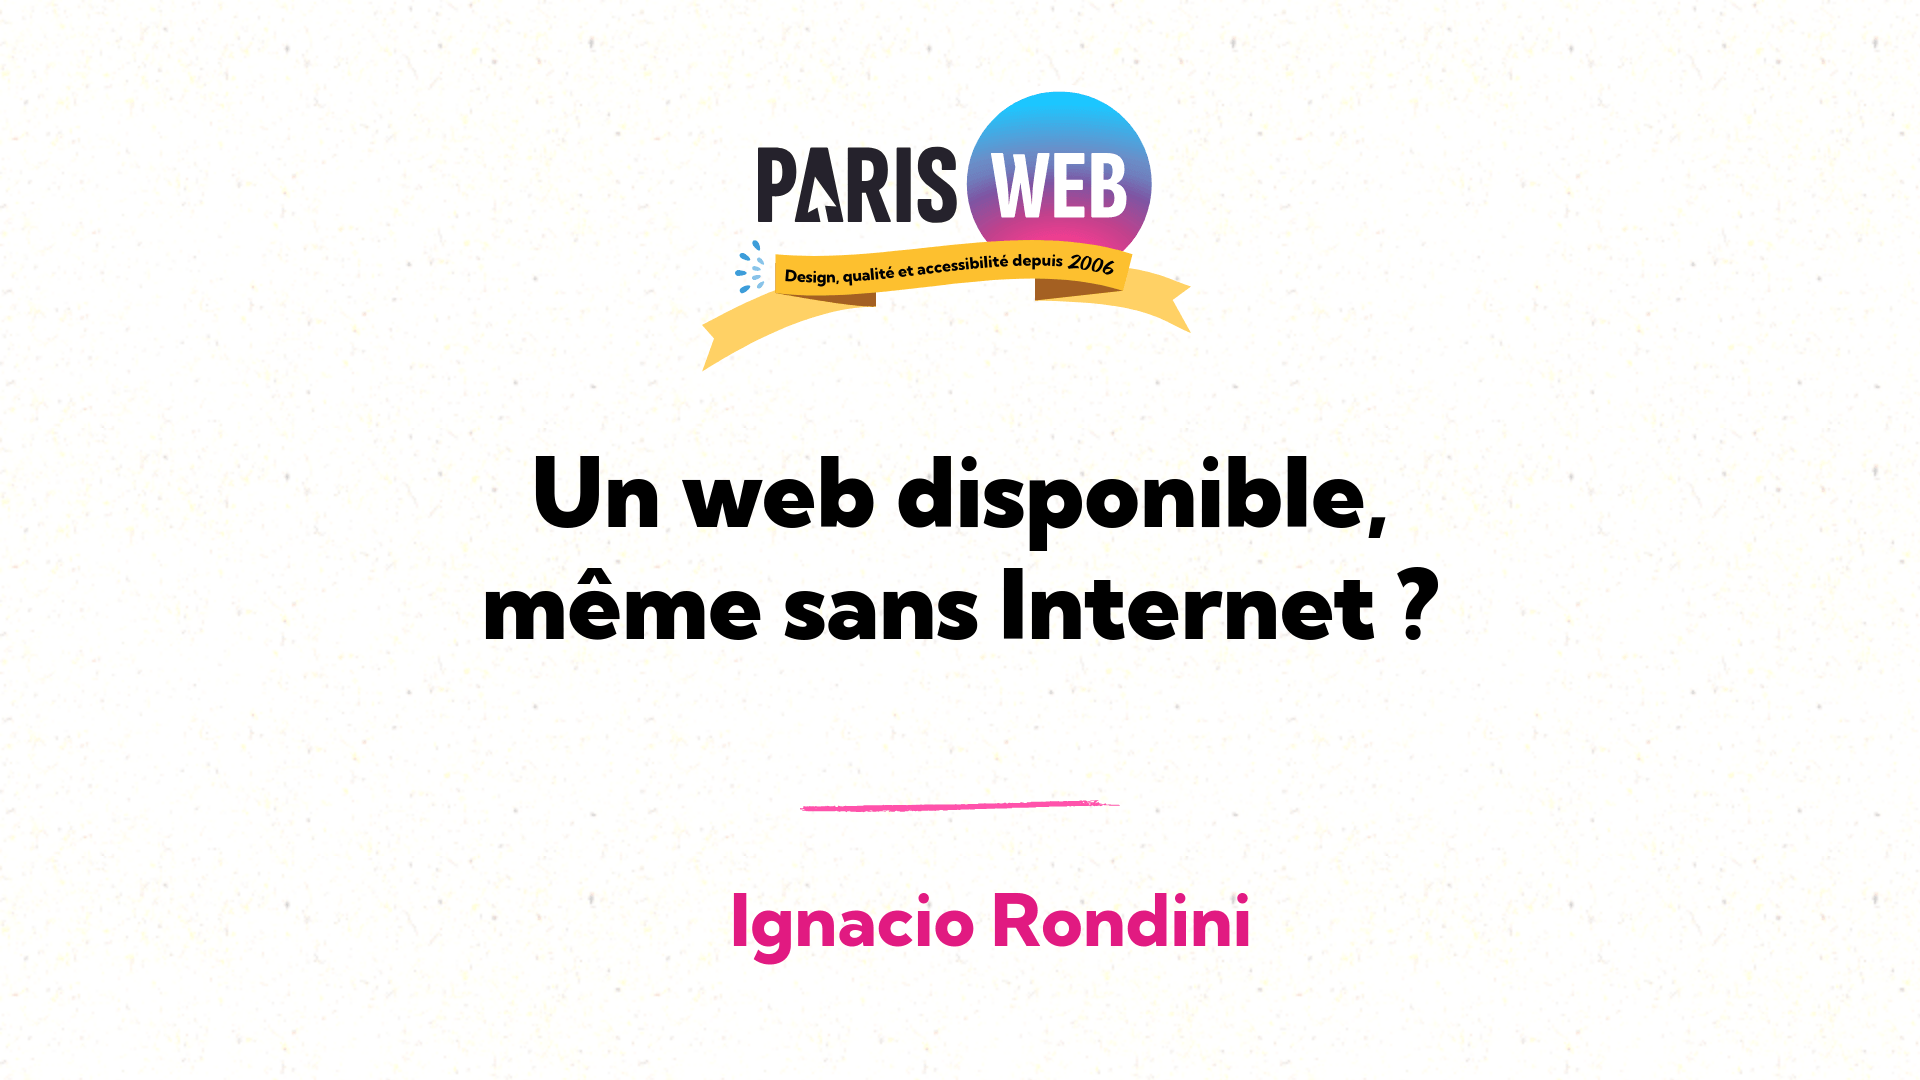 PARIS WEB
Design, qualité et accessibilité depuis 2006
Un web disponible,
même sans Internet ?
Ignacio Rondini